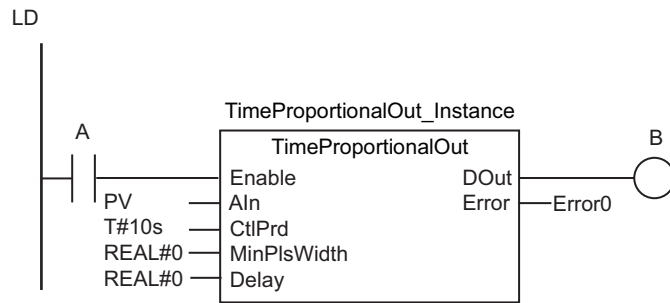 LD
TimeProportionalOut_Instance
A
B
TimeProportionalOut
Enable
DOut
PV
AIn
Error
Error0
T#10s
CtlPrd
REAL#0
MinPlsWidth
REAL#0
Delay